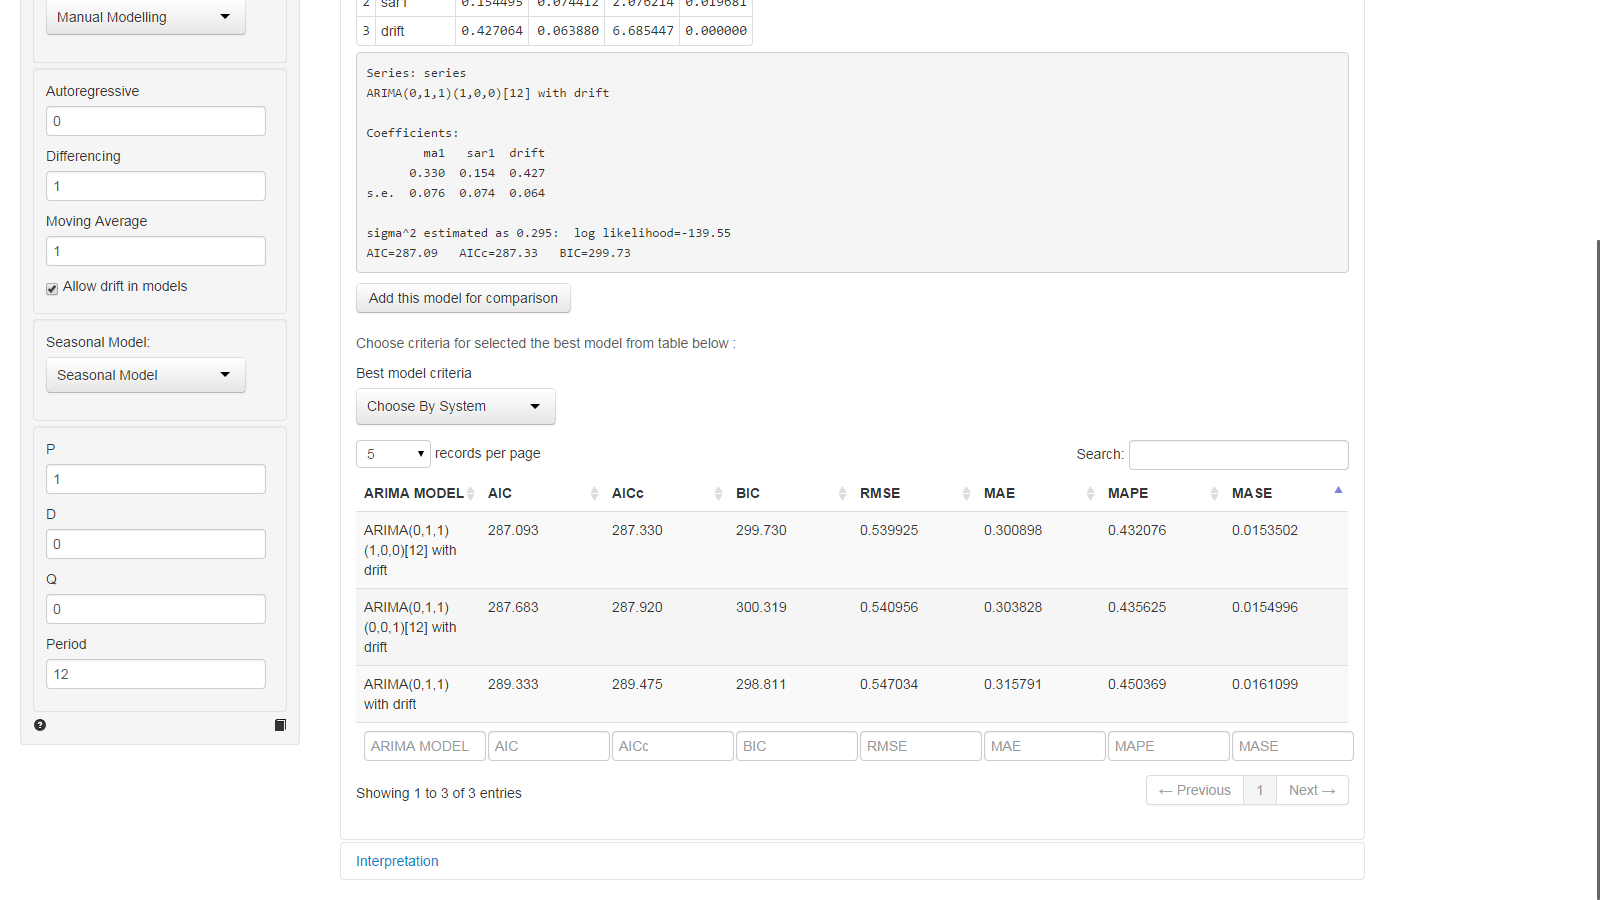 Manual Modelling
Autoregressive
0
Differencing
1
Moving Average
1
Allow drift in models
Seasonal Model:
Seasonal Model
P
1
D
0
Q
0
Period
12
2 sar1 0.154495 0.074412 2.076214 0.019681
3 drift 0.427064 0.063880 6.685447 0.000000
Series: series
ARIMA(0,1,1)(1,0,0)[12] with drift
Coefficients:
ma1 sar1 drift
0.330 0.154 0.427
s.e. 0.076 0.074 0.064
sigma^2 estimated as 0.295: log likelihood=-139.55
AIC=287.09 AICc=287.33 BIC=299.73
Add this model for comparison
Choose criteria for selected the best model from table below :
Best model criteria
Choose By System
5 records per page
Search:
ARIMA MODEL AIC AICc BIC RMSE MAE MAPE MASE
ARIMA(0,1,1) 287.093 287.330 299.730 0.539925 0.300898 0.432076 0.0153502
(1,0,0)[12] with
drift
ARIMA(0,1,1) 287.683 287.920 300.319 0.540956 0.303828 0.435625 0.0154996
(0,0,1)[12] with
drift
ARIMA(0,1,1) 289.333 289.475 298.811 0.547034 0.315791 0.450369 0.0161099
with drift
ARIMA MODEL AIC AICc BIC RMSE MAE MAPE MASE
Showing 1 to 3 of 3 entries
← Previous 1 Next →
Interpretation